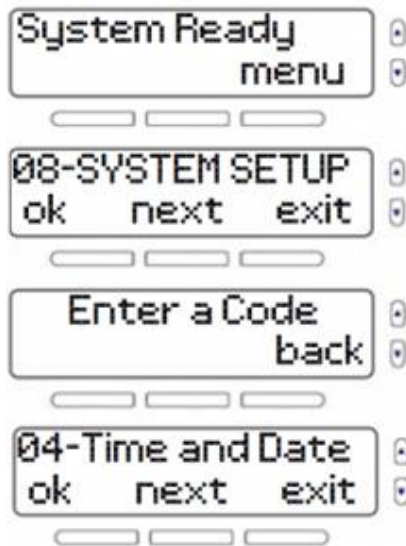 System Ready
menu
08-SYSTEM SETUP
ok next exit
Enter a Code
back
04-Time and Date
ok next exit